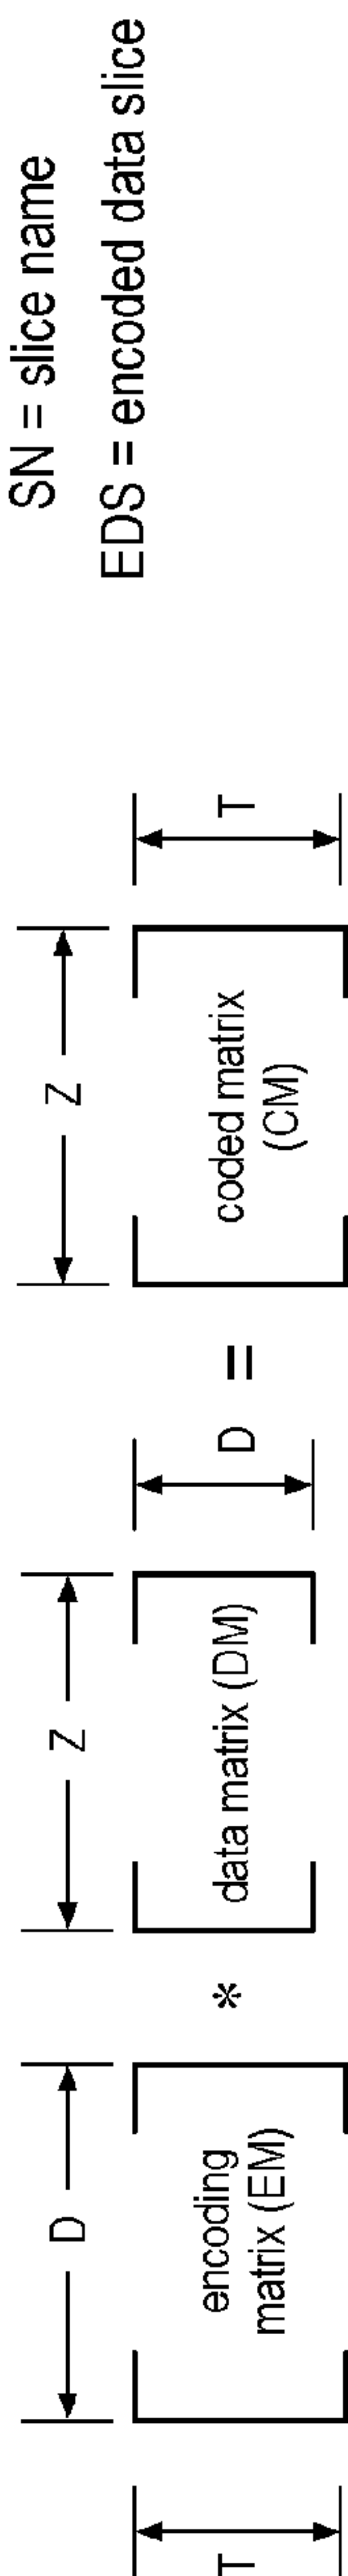 SN = slice name
EDS = encoded data slice
T
D
encoding
matrix (EM)
*
Z
data matrix (DM)
D
=
Z
coded matrix
(CM)
T